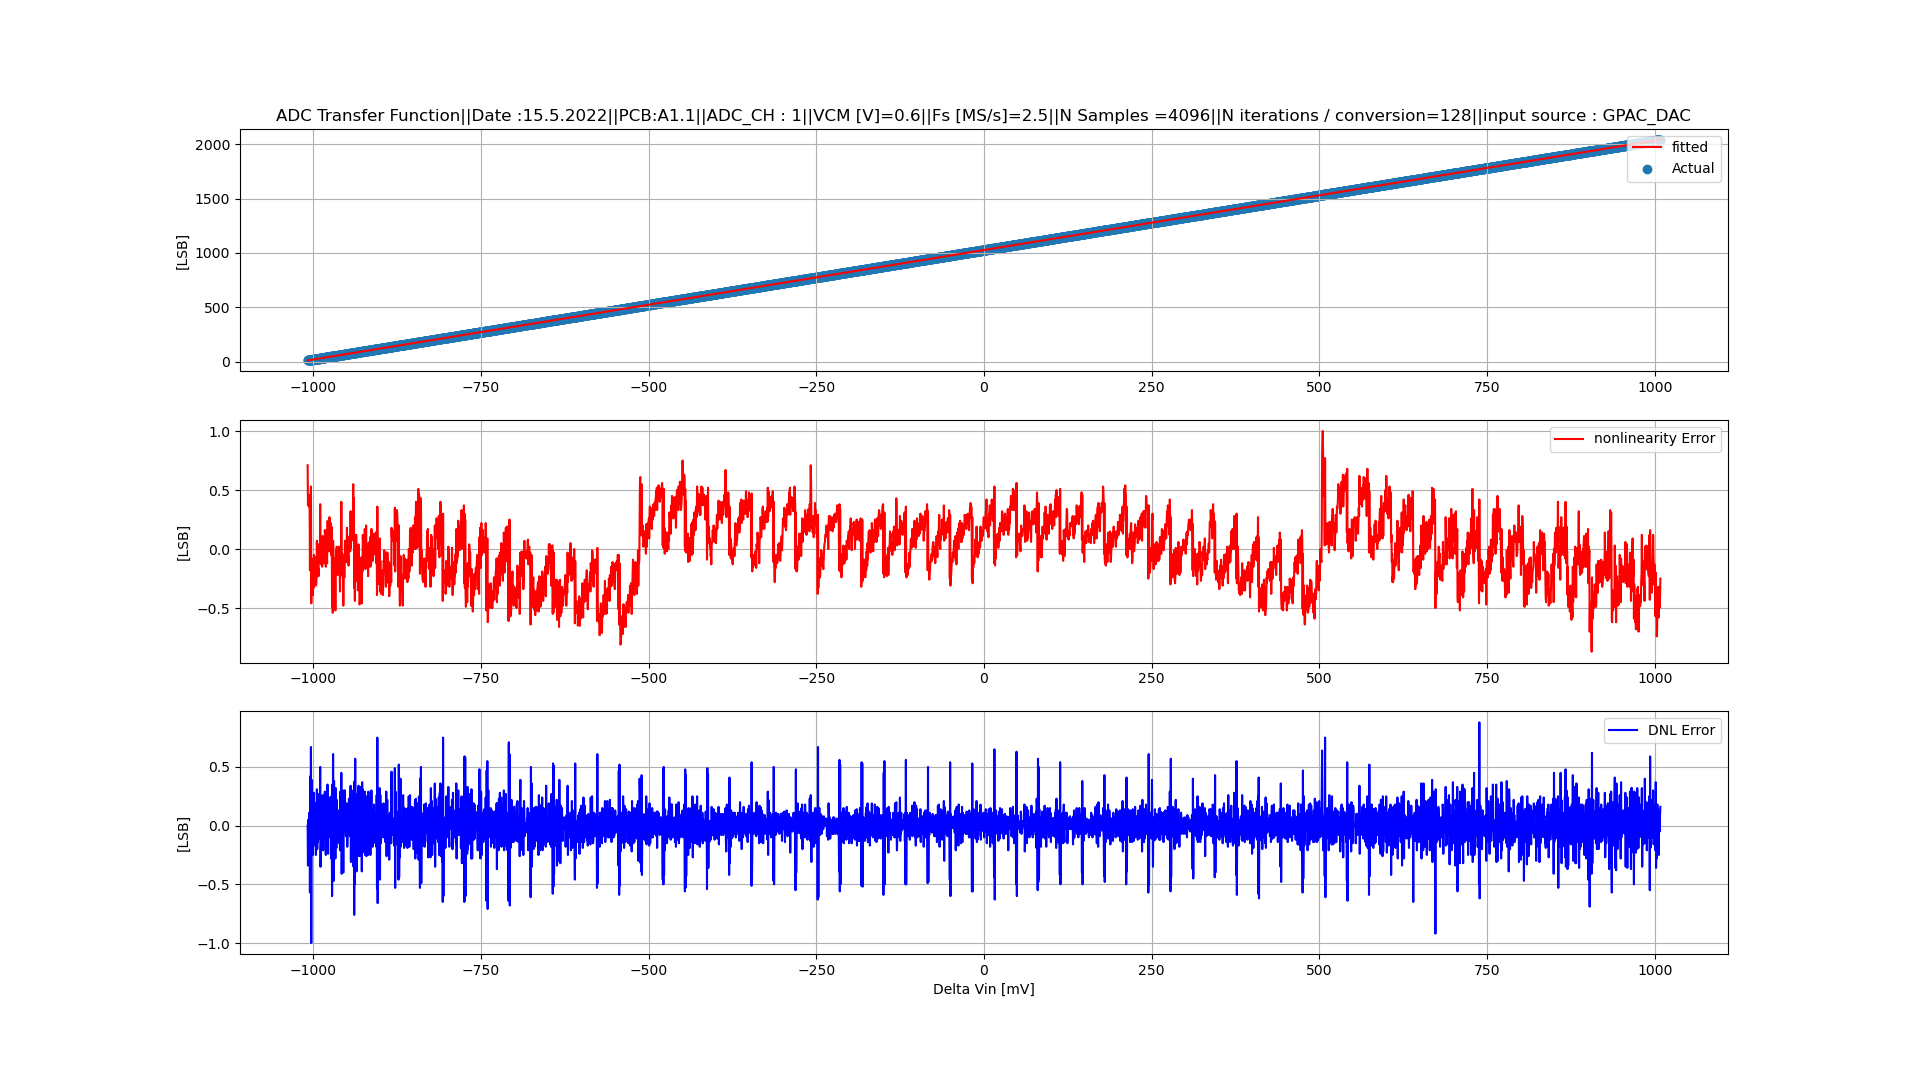 ADC Transfer Function||Date :15.5.2022||PCB:A1.1||ADC_CH : 1||VCM [V]=0.6||Fs [MS/s]=2.5||N Samples =4096||N iterations / conversion=128||input source : GPAC_DAC
2000
1500
1000
500
0
[LSB]
fitted
Actual
−1000 −750 −500 −250 0 250 500 750 1000
1.0
0.5
0.0
−0.5
[LSB]
nonlinearity Error
−1000 −750 −500 −250 0 250 500 750 1000
0.5
0.0
−0.5
−1.0
[LSB]
DNL Error
−1000 −750 −500 −250 0 250 500 750 1000
Delta Vin [mV]